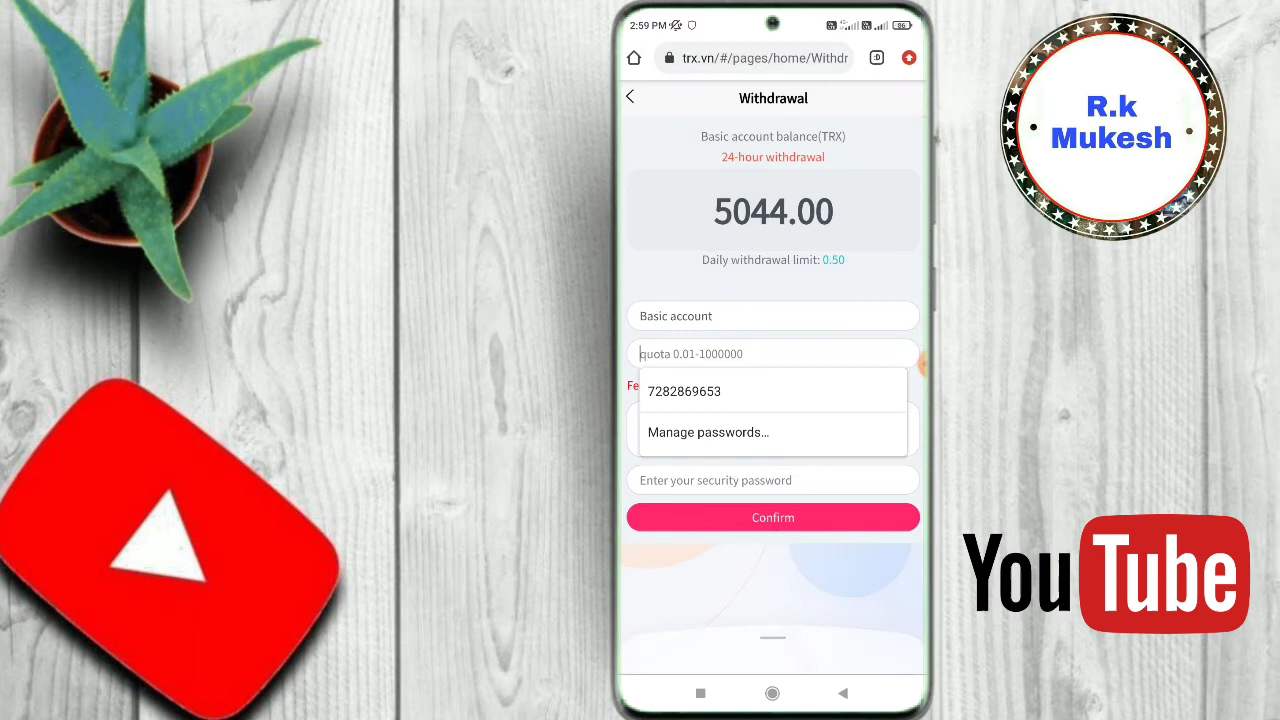 2:59 PM
86
trx.vn/#/pages/home/Withdr
:D
Withdrawal
Basic account balance(TRX)
24-hour withdrawal
5044.00
Daily withdrawal limit: 0.50
Basic account
quota 0.01-1000000
Fe
7282869653
Manage passwords...
Enter your security password
Confirm
R.k
Mukesh
YouTube